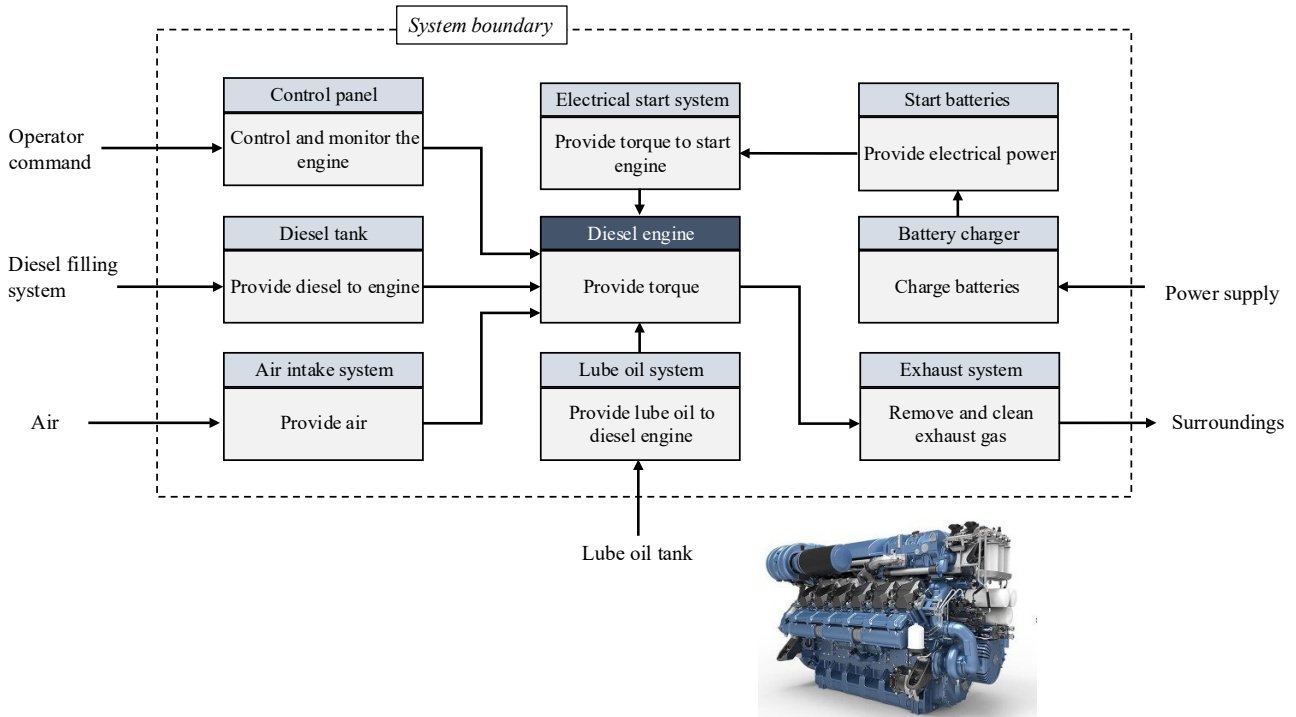 System boundary
Control panel
Control and monitor the
engine
Electrical start system
Provide torque to start
engine
Start batteries
Provide electrical power
Operator
command
Diesel tank
Provide diesel to engine
Diesel engine
Provide torque
Battery charger
Charge batteries
Diesel filling
system
Power supply
Air intake system
Provide air
Lube oil system
Provide lube oil to
diesel engine
Exhaust system
Remove and clean
exhaust gas
Air
Surroundings
Lube oil tank